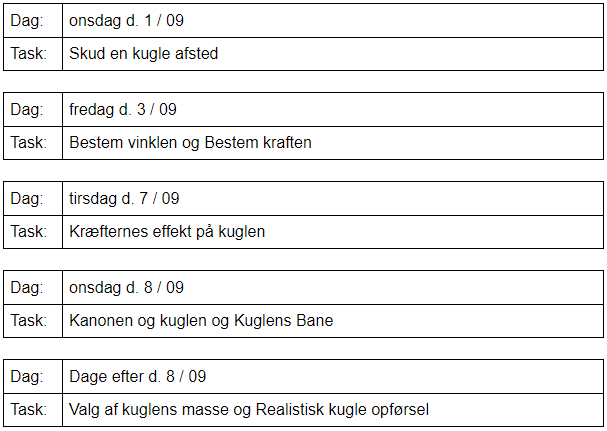 Dag: onsdag d. 1 / 09
Task: Skud en kugle afsted
Dag: fredag d. 3 / 09
Task: Bestem vinklen og Bestem kraften
Dag: tirsdag d. 7 / 09
Task: Kræfternes effekt på kuglen
Dag: onsdag d. 8 / 09
Task: Kanonen og kuglen og Kuglens Bane
Dag: Dage efter d. 8 / 09
Task: Valg af kuglens masse og Realistisk kugle opførsel